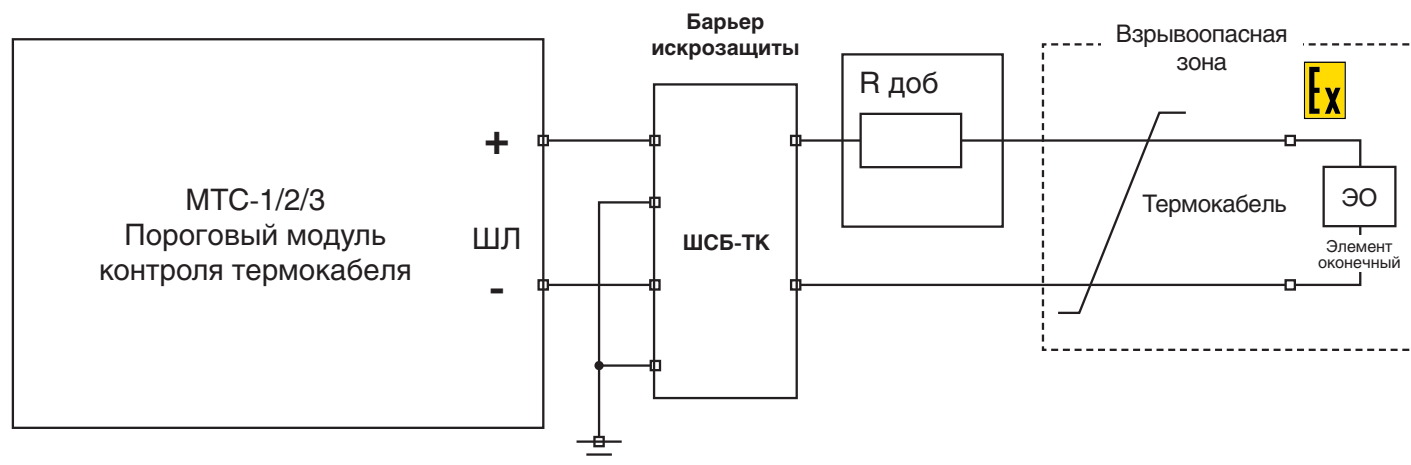 Барьер
искрозащиты
Взрывоопасная
зона
Ex
R доб
+
МТС-1/2/3
Пороговый модуль
контроля термокабеля
ШЛ
-
ШСБ-ТК
Термокабель
ЭО
Элемент
оконечный